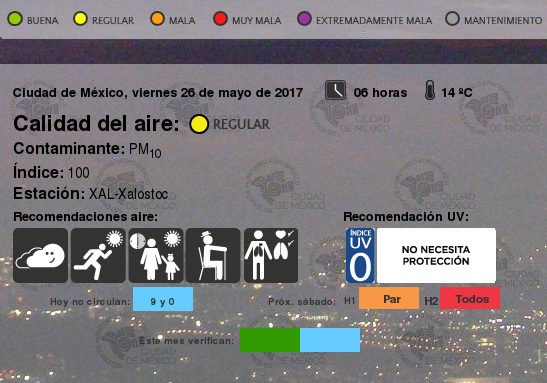 BUENA REGULAR MALA MUY MALA EXTREMADAMENTE MALA MANTENIMIENTO
Ciudad de México, viernes 26 de mayo de 2017 06 horas 14 ºC
Calidad del aire: REGULAR
Contaminante: PM10
Índice: 100
Estación: XAL-Xalostoc
Recomendaciones aire: Recomendación UV:
ÍNDICE
UV
0
NO NECESITA
PROTECCIÓN
Hoy no circulan: 9 y 0 Próx. sábado: H1 Par H2 Todos
Este mes verifican:
CIUDAD
DE MÉXICO